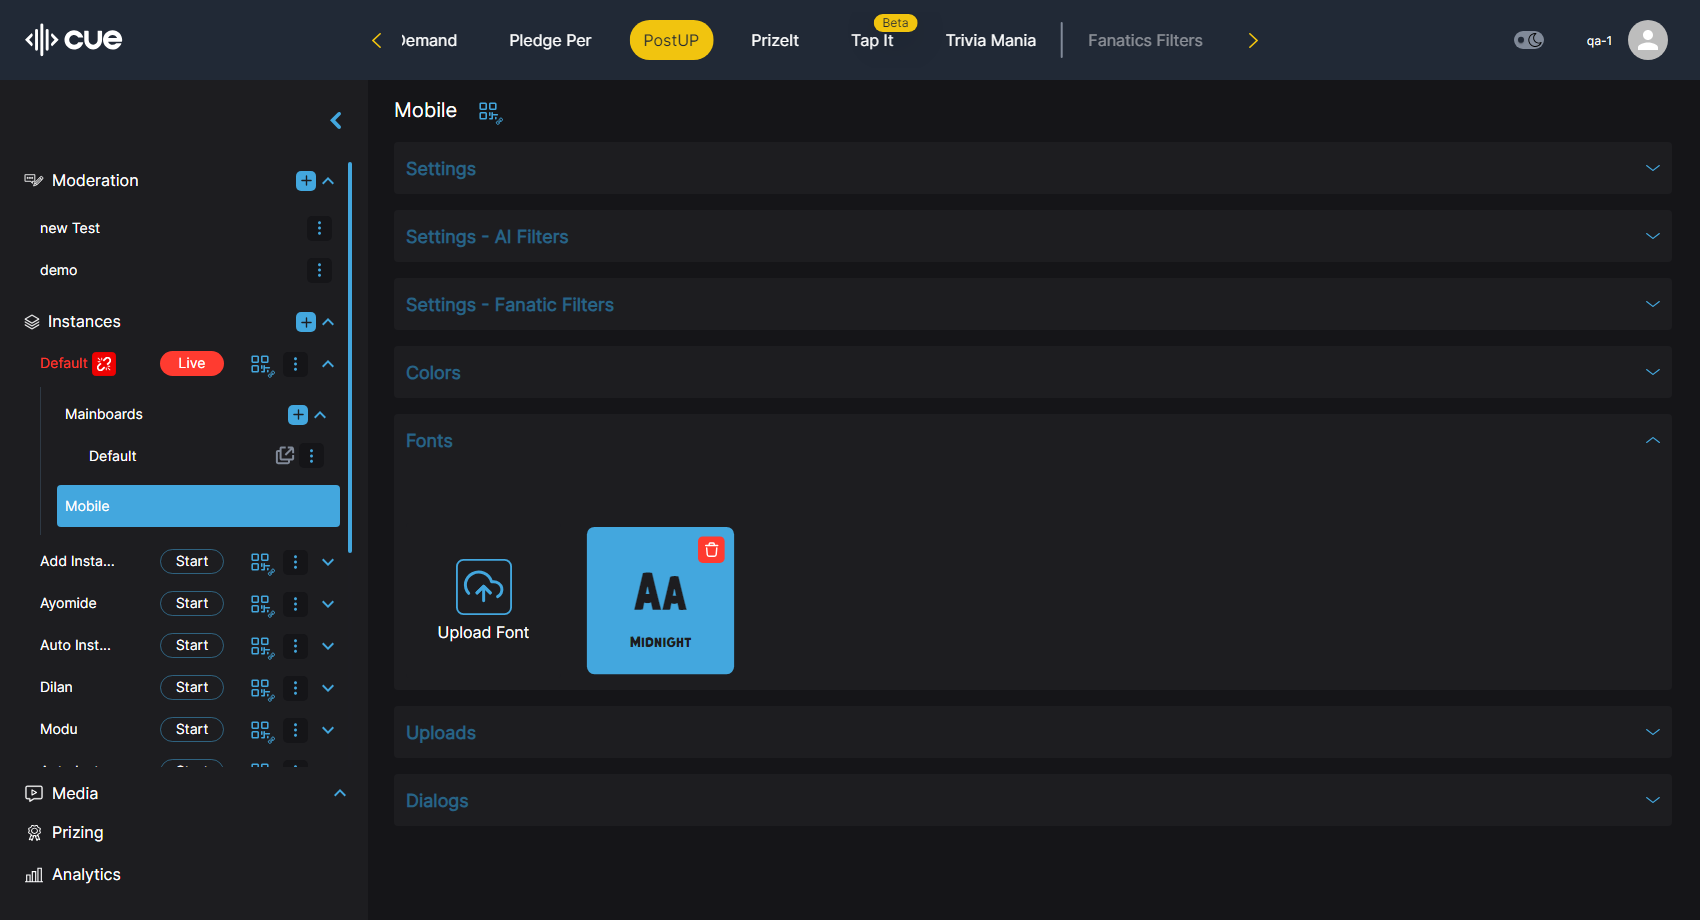 cue
Demand
Pledge Per
PostUP
PrizeIt
Beta
Tap It
Trivia Mania
Fanatics Filters
qa-1
Moderation
new Test
demo
Instances
Default
Live
Mainboards
Default
Mobile
Add Insta...
Start
Ayomide
Start
Auto Inst...
Start
Dilan
Start
Modu
Start
Media
Prizing
Analytics
Mobile
Settings
Settings - AI Filters
Settings - Fanatic Filters
Colors
Fonts
Upload Font
AA
MIDNIGHT
Uploads
Dialogs